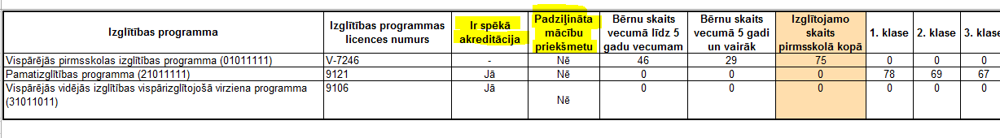 Izglītības programma | Izglītības programmas licences numurs | Ir spēkā akreditācija | Padziļināta mācību priekšmetu | Bērnu skaits vecumā līdz 5 gadu vecumam | Bērnu skaits vecumā 5 gadi un vairāk | Izglītojamo skaits pirmsskolā kopā | 1. klase | 2. klase | 3. klase
Vispārējās pirmsskolas izglītības programma (01011111) | V-7246 | - | Nē | 46 | 29 | 75 | 0 | 0 | 0
Pamatizglītības programma (21011111) | 9121 | Jā | Nē | 0 | 0 | 0 | 78 | 69 | 67
Vispārējās vidējās izglītības vispārizglītojošā virziena programma (31011011) | 9106 | Jā | Nē | 0 | 0 | 0 | 0 | 0 | 0